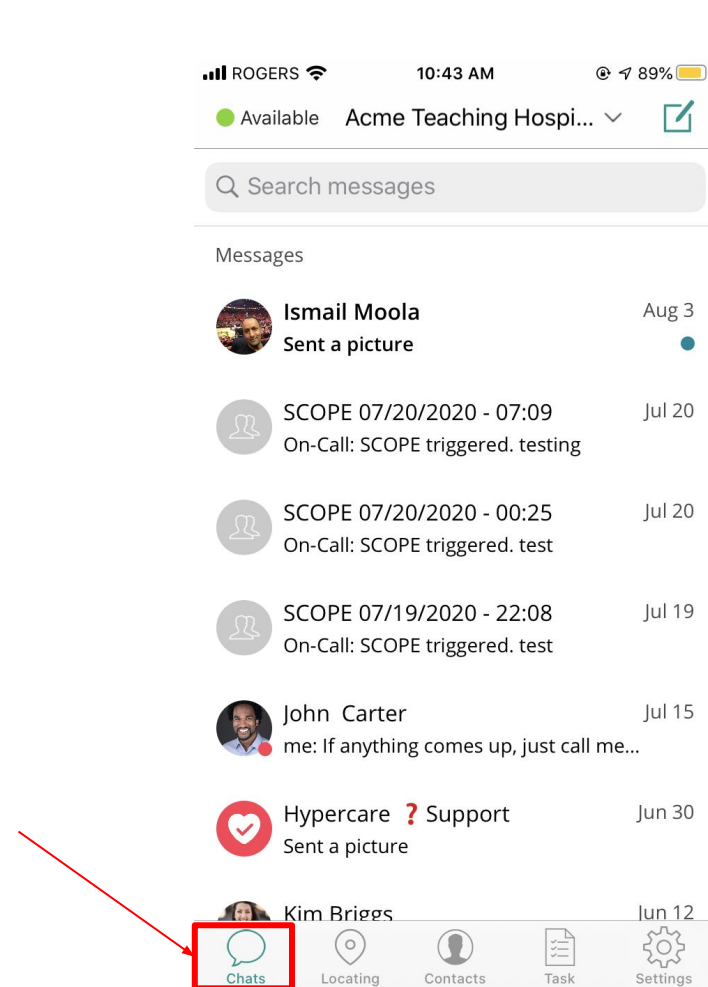 ROGERS 10:43 AM 89%
Available Acme Teaching Hospi...
Search messages
Messages
Ismail Moola Aug 3
Sent a picture
SCOPE 07/20/2020 - 07:09 Jul 20
On-Call: SCOPE triggered. testing
SCOPE 07/20/2020 - 00:25 Jul 20
On-Call: SCOPE triggered. test
SCOPE 07/19/2020 - 22:08 Jul 19
On-Call: SCOPE triggered. test
John Carter Jul 15
me: If anything comes up, just call me...
Hypercare ❓ Support Jun 30
Sent a picture
Kim Briggs Jun 12
Chats Locating Contacts Task Settings